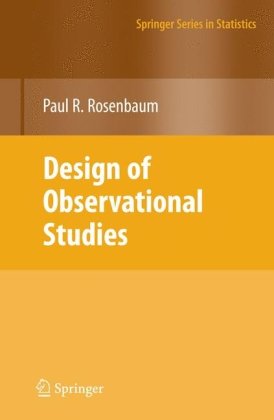 Springer Series in Statistics
Paul R. Rosenbaum
Design of
Observational
Studies
Springer